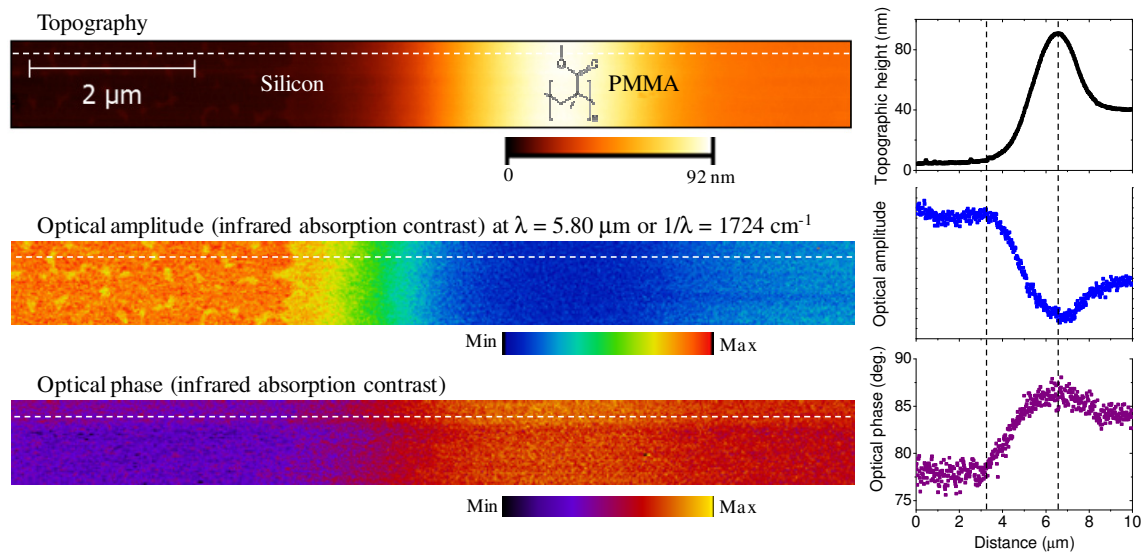 Topography
2 µm
Silicon
PMMA
O
O
M
0
92 nm
Optical amplitude (infrared absorption contrast) at λ = 5.80 µm or 1/λ = 1724 cm⁻¹
Min
Max
Optical phase (infrared absorption contrast)
Min
Max
Topographic height (nm)
80
40
0
Optical amplitude
Optical phase (deg.)
90
85
80
75
0 2 4 6 8 10
Distance (µm)